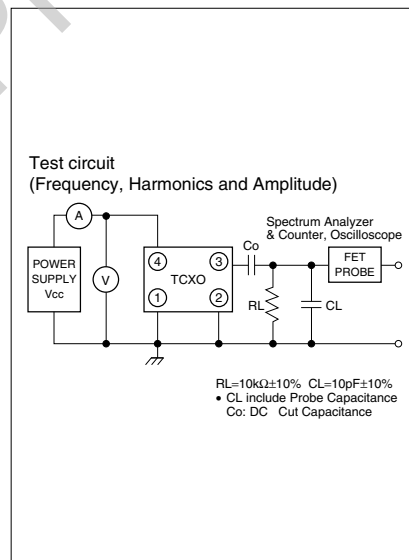 Test circuit
(Frequency, Harmonics and Amplitude)
A
Spectrum Analyzer
& Counter, Oscilloscope
Co
POWER
SUPPLY
Vcc
V
4
3
TCXO
1
2
RL
CL
FET
PROBE
RL=10kΩ±10% CL=10pF±10%
• CL include Probe Capacitance
Co: DC Cut Capacitance